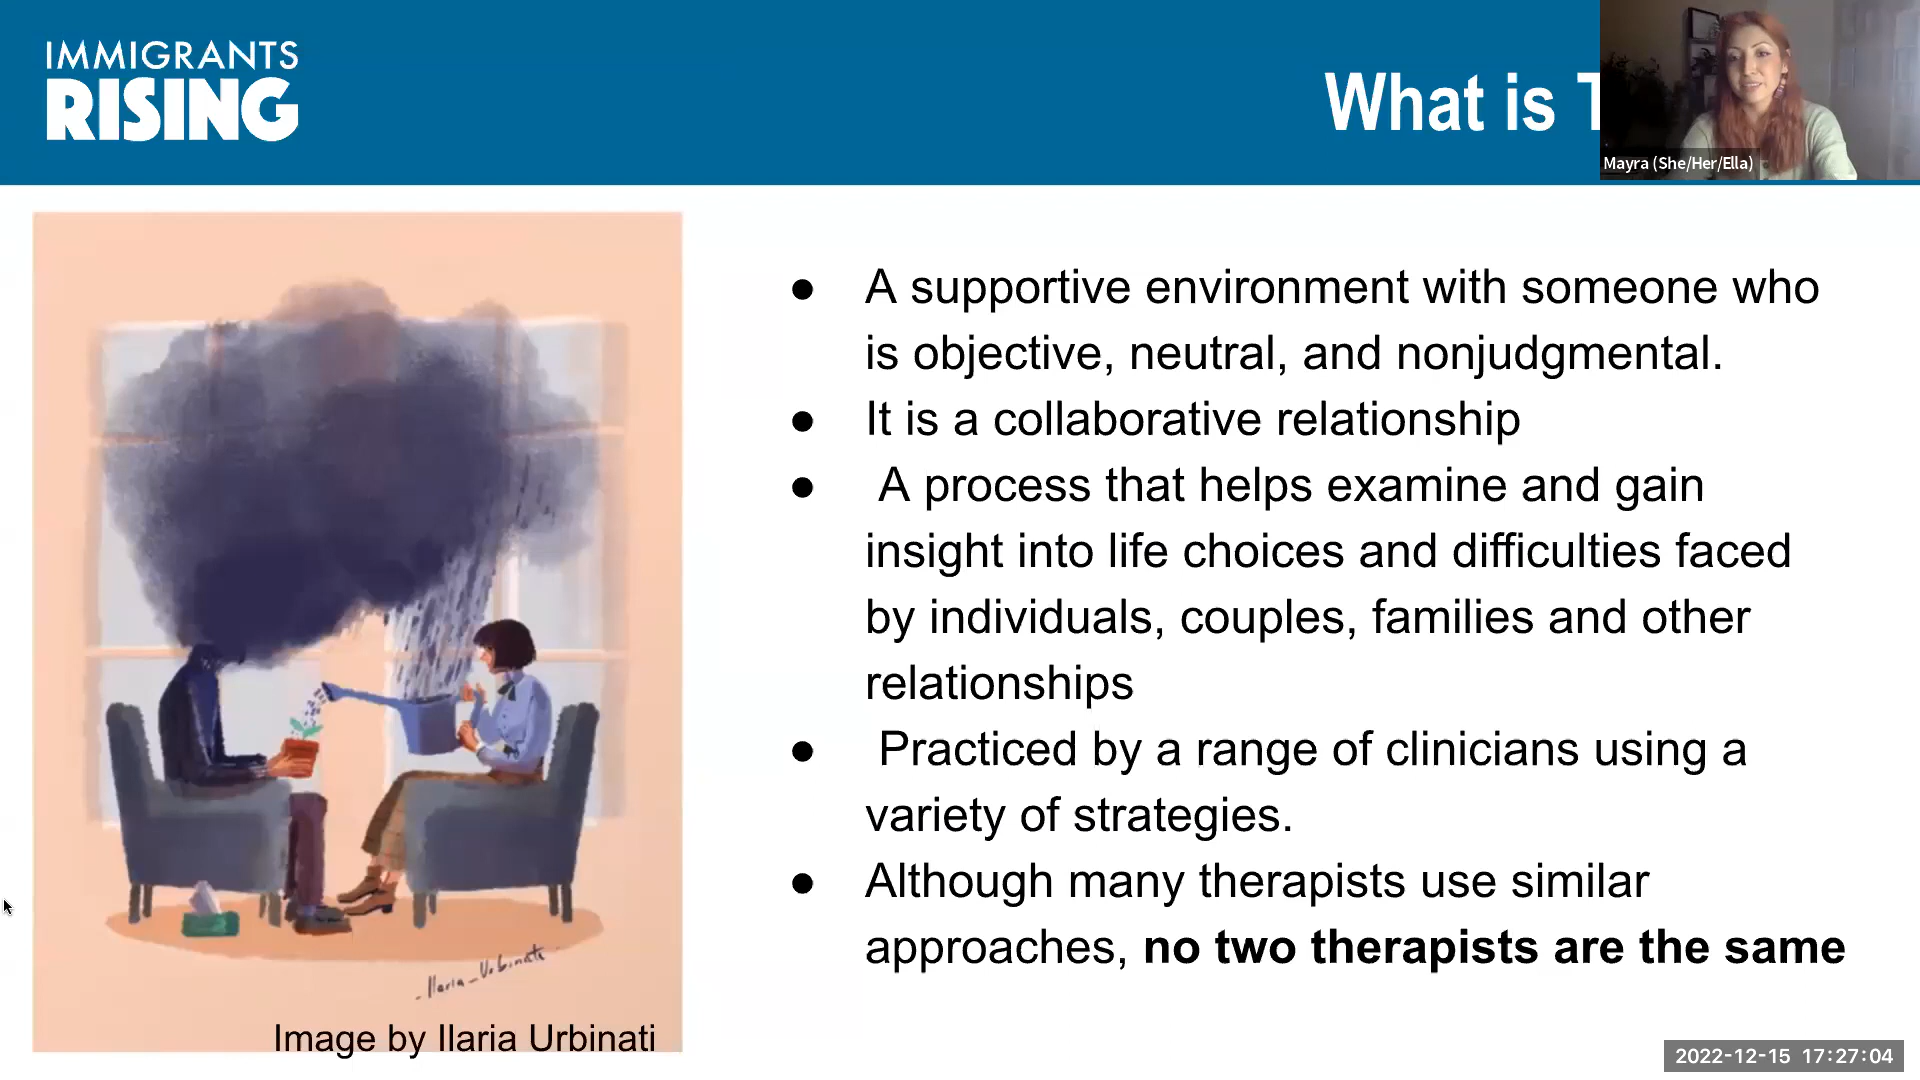 IMMIGRANTS
RISING
What is T
Mayra (She/Her/Ella)
● A supportive environment with someone who
is objective, neutral, and nonjudgmental.
● It is a collaborative relationship
● A process that helps examine and gain
insight into life choices and difficulties faced
by individuals, couples, families and other
relationships
● Practiced by a range of clinicians using a
variety of strategies.
● Although many therapists use similar
approaches, no two therapists are the same
Ilaria_Urbinati
Image by Ilaria Urbinati
2022-12-15 17:27:04